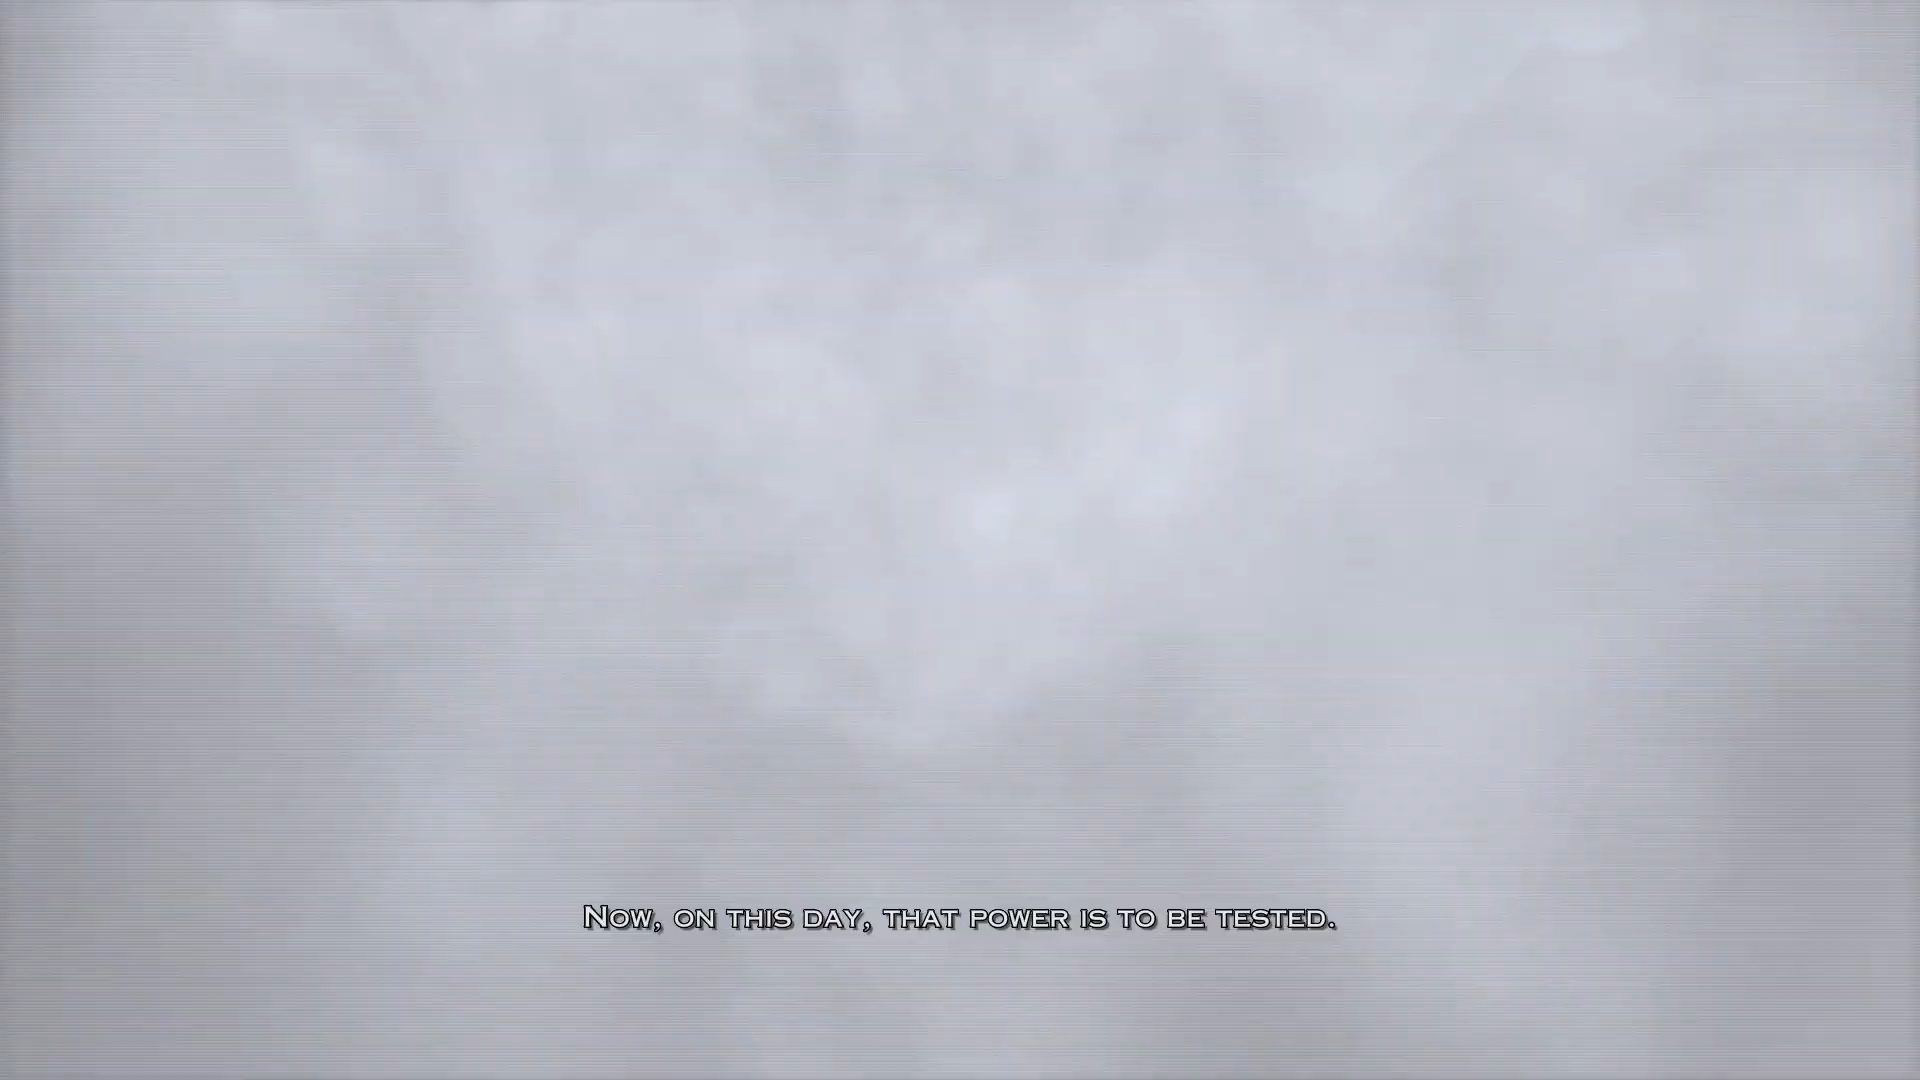 Now, on this day, that power is to be tested.